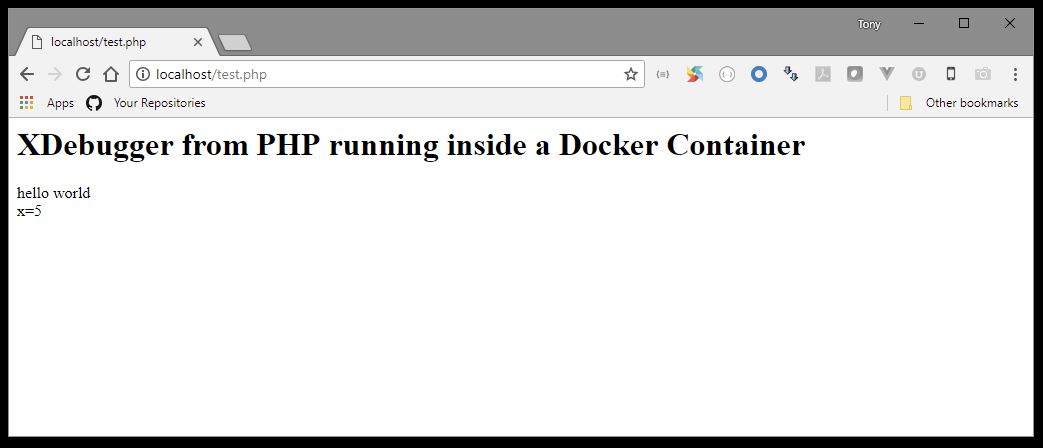 Tony
localhost/test.php
localhost/test.php
Apps
Your Repositories
Other bookmarks
XDebugger from PHP running inside a Docker Container
hello world
x=5